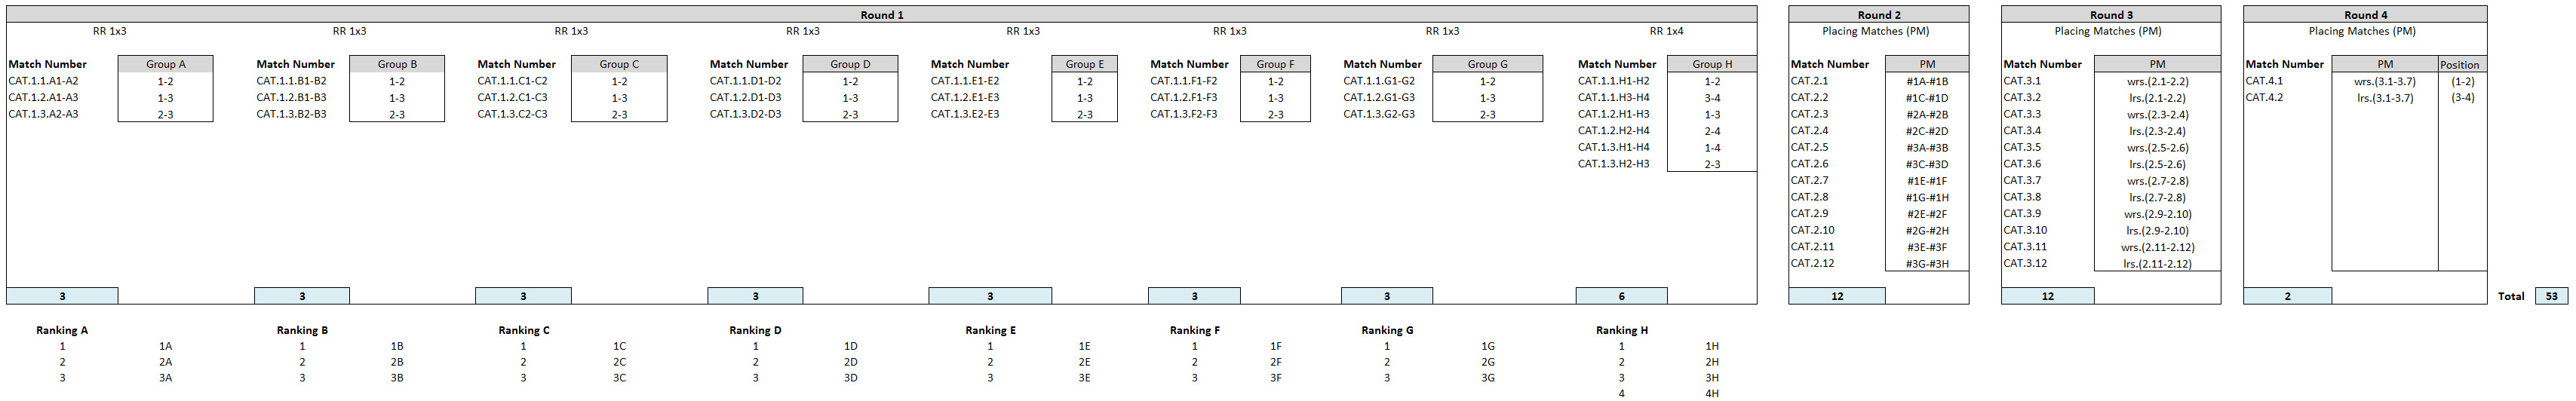 Round 1 Round 2 Round 3 Round 4
RR 1x3 RR 1x3 RR 1x3 RR 1x3 RR 1x3 RR 1x3 RR 1x3 RR 1x4 Placing Matches (PM) Placing Matches (PM) Placing Matches (PM)
Match Number Group A Match Number Group B Match Number Group C Match Number Group D Match Number Group E Match Number Group F Match Number Group G Match Number Group H Match Number PM Match Number PM Match Number PM Position
CAT.1.1.A1-A2 1-2 CAT.1.1.B1-B2 1-2 CAT.1.1.C1-C2 1-2 CAT.1.1.D1-D2 1-2 CAT.1.1.E1-E2 1-2 CAT.1.1.F1-F2 1-2 CAT.1.1.G1-G2 1-2 CAT.1.1.H1-H2 1-2 CAT.2.1 #1A-#1B CAT.3.1 wrs.(2.1-2.2) CAT.4.1 wrs.(3.1-3.7) (1-2)
CAT.1.2.A1-A3 1-3 CAT.1.2.B1-B3 1-3 CAT.1.2.C1-C3 1-3 CAT.1.2.D1-D3 1-3 CAT.1.2.E1-E3 1-3 CAT.1.2.F1-F3 1-3 CAT.1.2.G1-G3 1-3 CAT.1.1.H3-H4 3-4 CAT.2.2 #1C-#1D CAT.3.2 lrs.(2.1-2.2) CAT.4.2 lrs.(3.1-3.7) (3-4)
CAT.1.3.A2-A3 2-3 CAT.1.3.B2-B3 2-3 CAT.1.3.C2-C3 2-3 CAT.1.3.D2-D3 2-3 CAT.1.3.E2-E3 2-3 CAT.1.3.F2-F3 2-3 CAT.1.3.G2-G3 2-3 CAT.1.2.H1-H3 1-3 CAT.2.3 #2A-#2B CAT.3.3 wrs.(2.3-2.4)
CAT.1.2.H2-H4 2-4 CAT.2.4 #2C-#2D CAT.3.4 lrs.(2.3-2.4)
CAT.1.3.H1-H4 1-4 CAT.2.5 #3A-#3B CAT.3.5 wrs.(2.5-2.6)
CAT.1.3.H2-H3 2-3 CAT.2.6 #3C-#3D CAT.3.6 lrs.(2.5-2.6)
CAT.2.7 #1E-#1F CAT.3.7 wrs.(2.7-2.8)
CAT.2.8 #1G-#1H CAT.3.8 lrs.(2.7-2.8)
CAT.2.9 #2E-#2F CAT.3.9 wrs.(2.9-2.10)
CAT.2.10 #2G-#2H CAT.3.10 lrs.(2.9-2.10)
CAT.2.11 #3E-#3F CAT.3.11 wrs.(2.11-2.12)
CAT.2.12 #3G-#3H CAT.3.12 lrs.(2.11-2.12)
3 3 3 3 3 3 3 6 12 12 2 Total 53
Ranking A Ranking B Ranking C Ranking D Ranking E Ranking F Ranking G Ranking H
1 1A 1 1B 1 1C 1 1D 1 1E 1 1F 1 1G 1 1H
2 2A 2 2B 2 2C 2 2D 2 2E 2 2F 2 2G 2 2H
3 3A 3 3B 3 3C 3 3D 3 3E 3 3F 3 3G 3 3H
4 4H